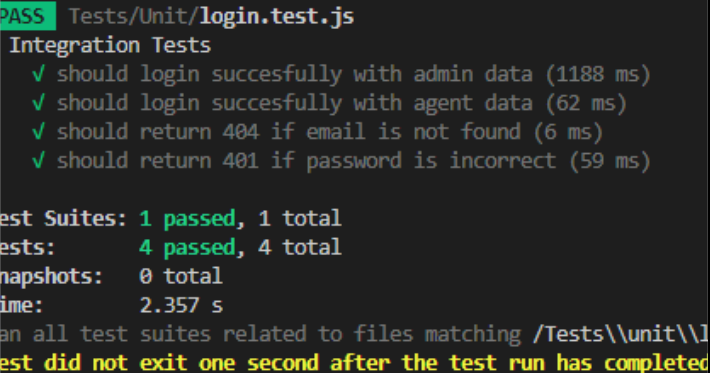 PASS Tests/Unit/login.test.js
Integration Tests
√ should login succesfully with admin data (1188 ms)
√ should login succesfully with agent data (62 ms)
√ should return 404 if email is not found (6 ms)
√ should return 401 if password is incorrect (59 ms)
est Suites: 1 passed, 1 total
ests: 4 passed, 4 total
napshots: 0 total
ime: 2.357 s
an all test suites related to files matching /Tests\\unit\\l
est did not exit one second after the test run has completed